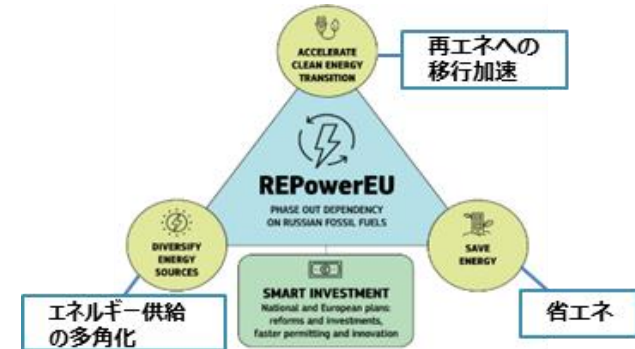 ACCELERATE
CLEAN ENERGY
TRANSITION
再エネへの
移行加速
REPowerEU
PHASE OUT DEPENDENCY
ON RUSSIAN FOSSIL FUELS
DIVERSIFY
ENERGY
SOURCES
SAVE
ENERGY
SMART INVESTMENT
National and European plans:
reforms and investments,
faster permitting and innovation
エネルギー供給
の多角化
省エネ